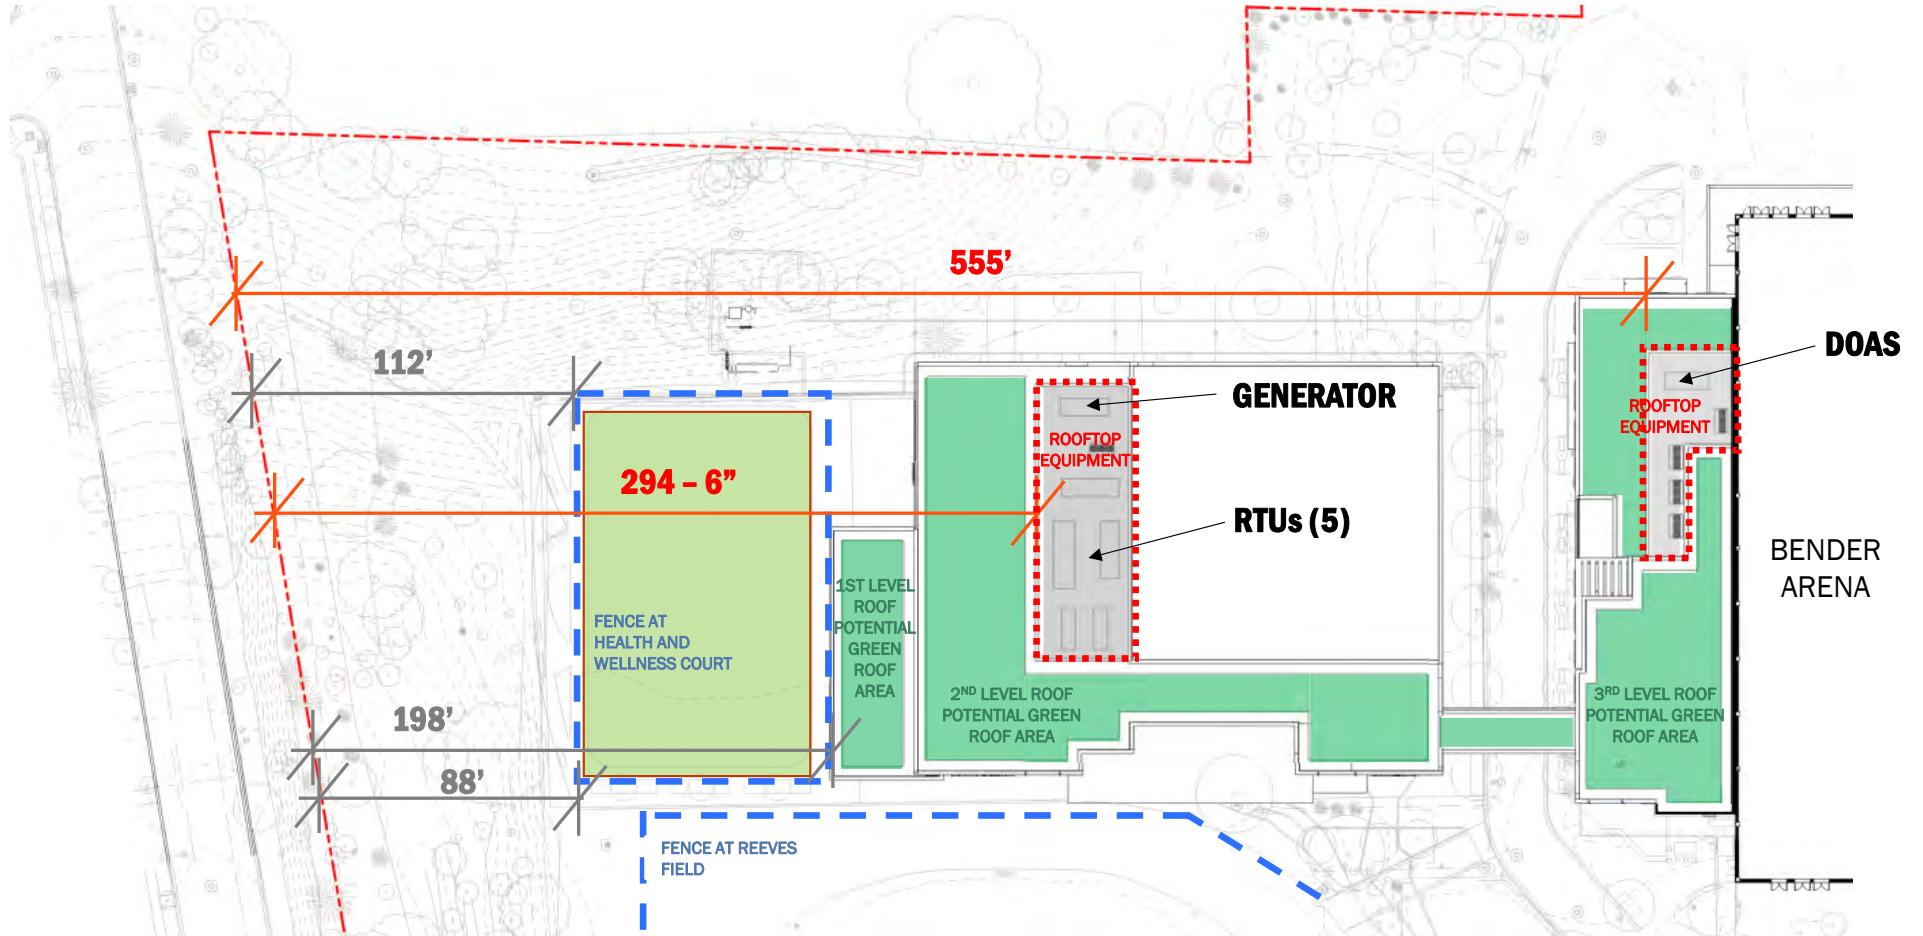 555’
DOAS
112’
GENERATOR
ROOFTOP
EQUIPMENT
ROOFTOP
EQUIPMENT
294 – 6”
RTUs (5)
BENDER
ARENA
1ST LEVEL
ROOF
POTENTIAL
GREEN
ROOF
AREA
FENCE AT
HEALTH AND
WELLNESS COURT
2ND LEVEL ROOF
POTENTIAL GREEN
ROOF AREA
3RD LEVEL ROOF
POTENTIAL GREEN
ROOF AREA
198’
88’
FENCE AT REEVES
FIELD